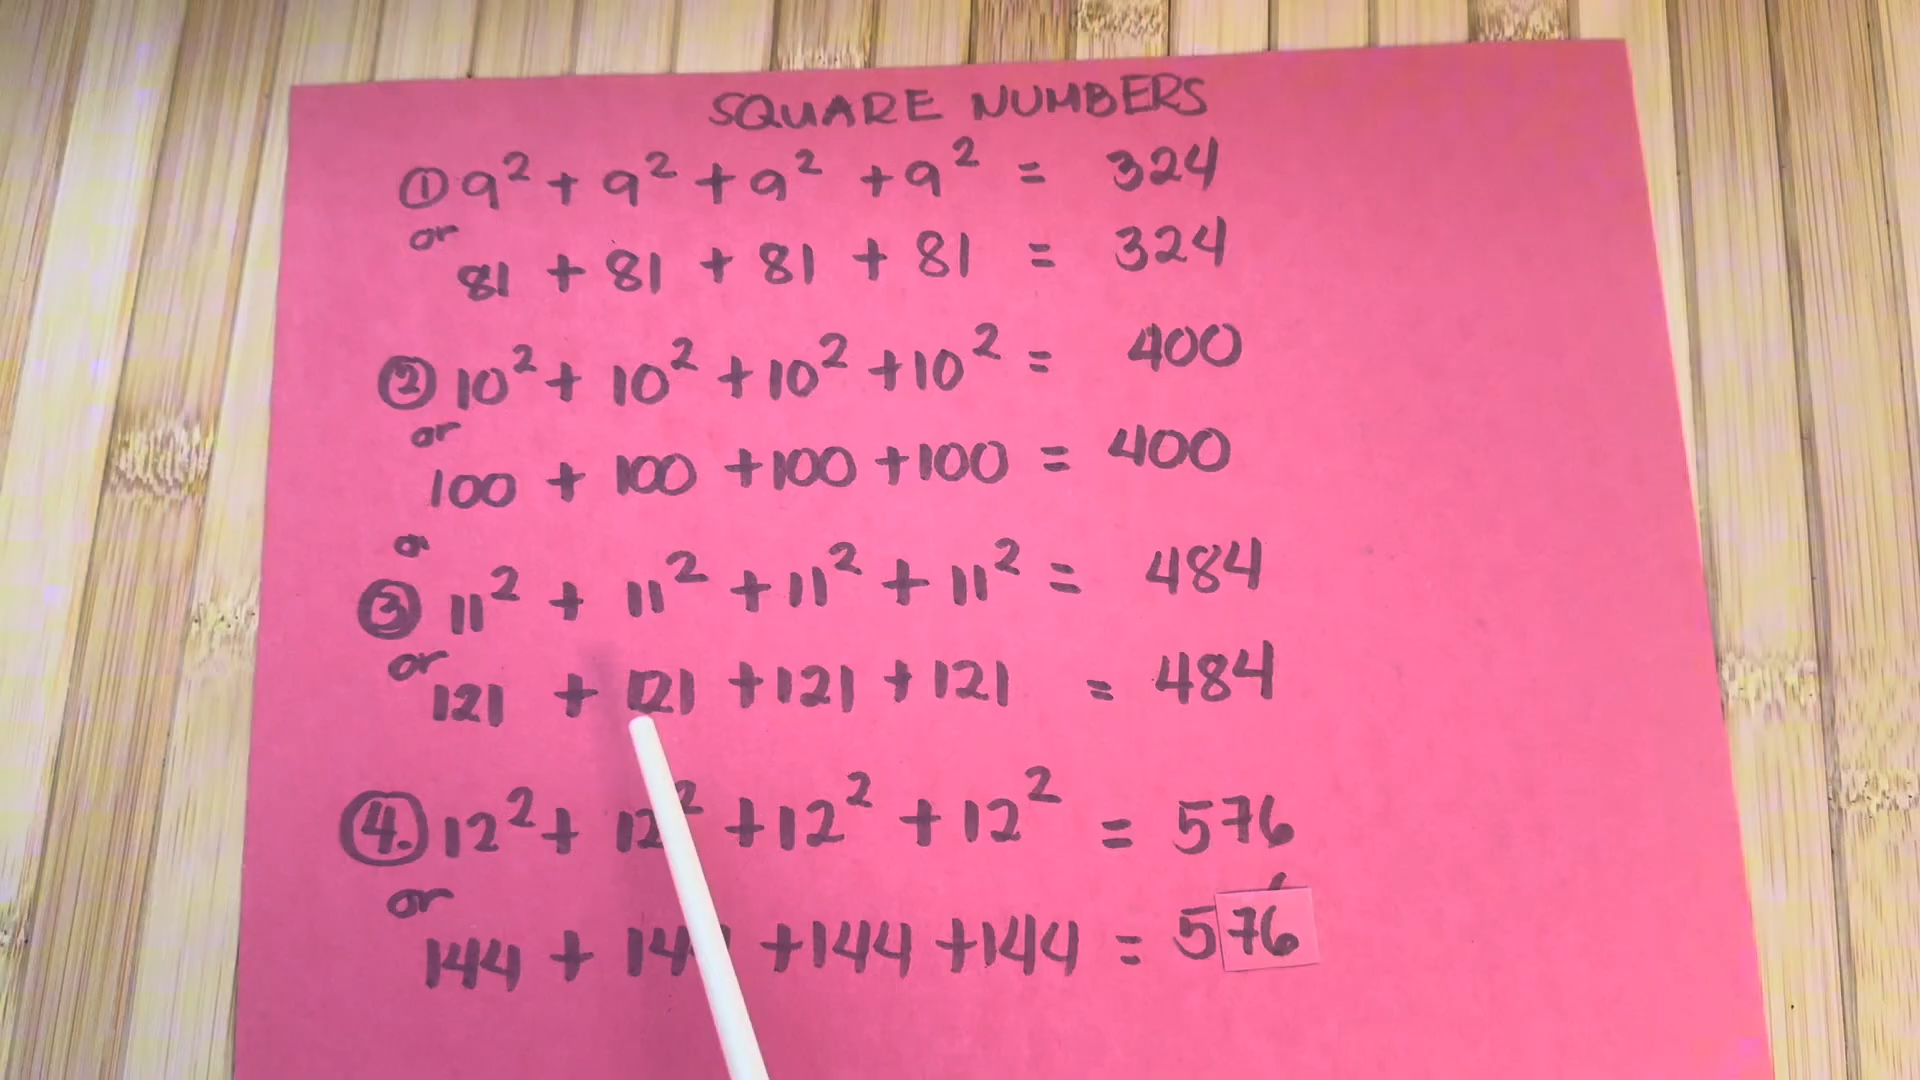 SQUARE NUMBERS
① 9² + 9² + 9² + 9² = 324
or
81 + 81 + 81 + 81 = 324
② 10² + 10² + 10² + 10² = 400
or
100 + 100 + 100 + 100 = 400
or
③ 11² + 11² + 11² + 11² = 484
or
121 + 121 + 121 + 121 = 484
④. 12² + 12² + 12² + 12² = 576
or
144 + 14 + 144 + 144 = 576